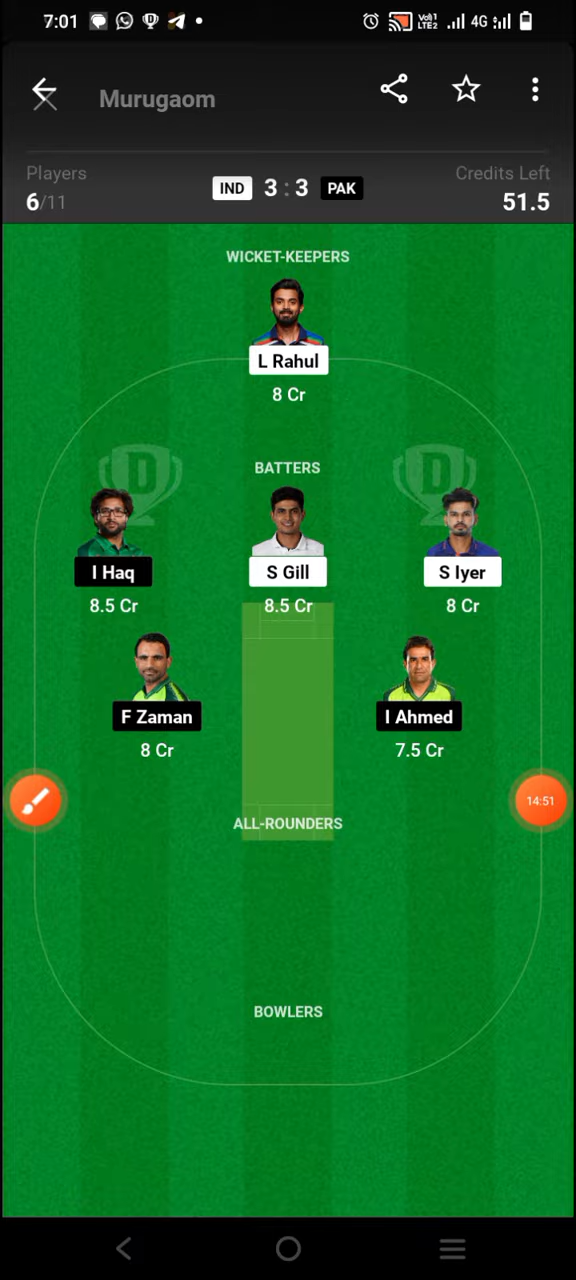 7:01 Vo)) 1 LTE2 4G
Murugaom
Players Credits Left
6/11 IND 3 : 3 PAK 51.5
WICKET-KEEPERS
L Rahul
8 Cr
BATTERS
I Haq S Gill S Iyer
8.5 Cr 8.5 Cr 8 Cr
F Zaman I Ahmed
8 Cr 7.5 Cr
14:51
ALL-ROUNDERS
BOWLERS